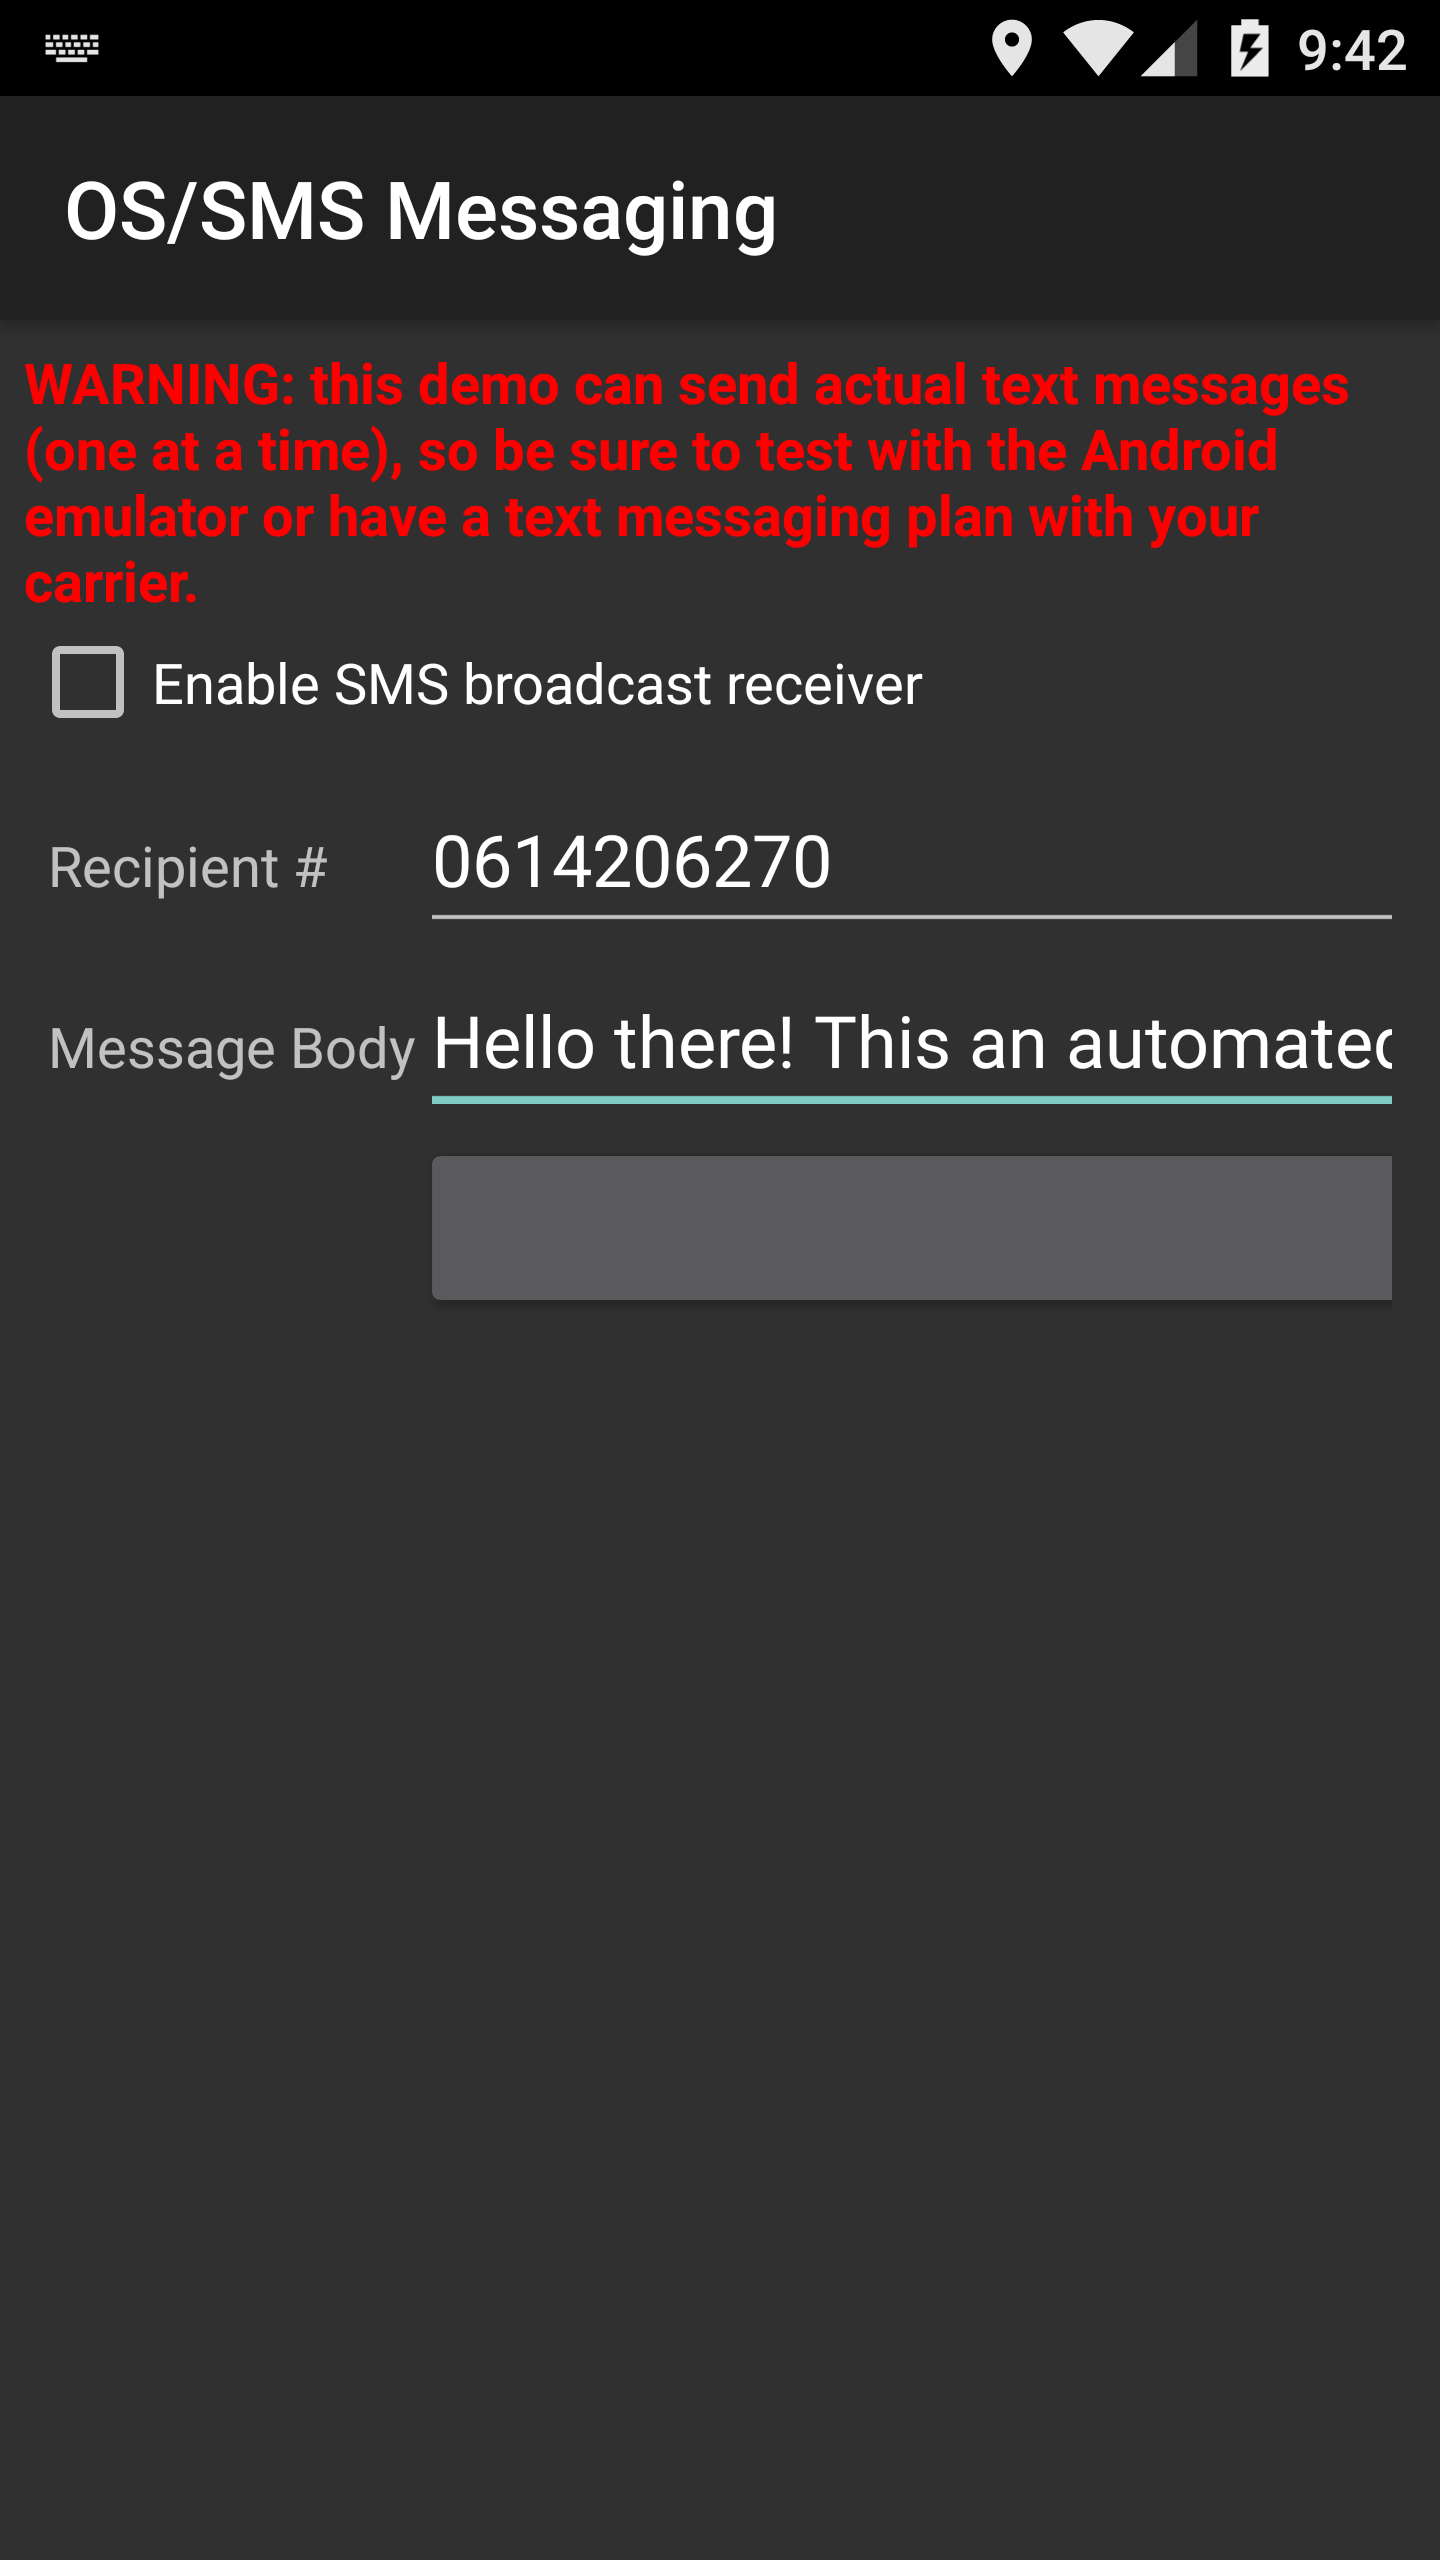 9:42
OS/SMS Messaging
WARNING: this demo can send actual text messages
(one at a time), so be sure to test with the Android
emulator or have a text messaging plan with your
carrier.
Enable SMS broadcast receiver
Recipient # 0614206270
Message Body Hello there! This an automated